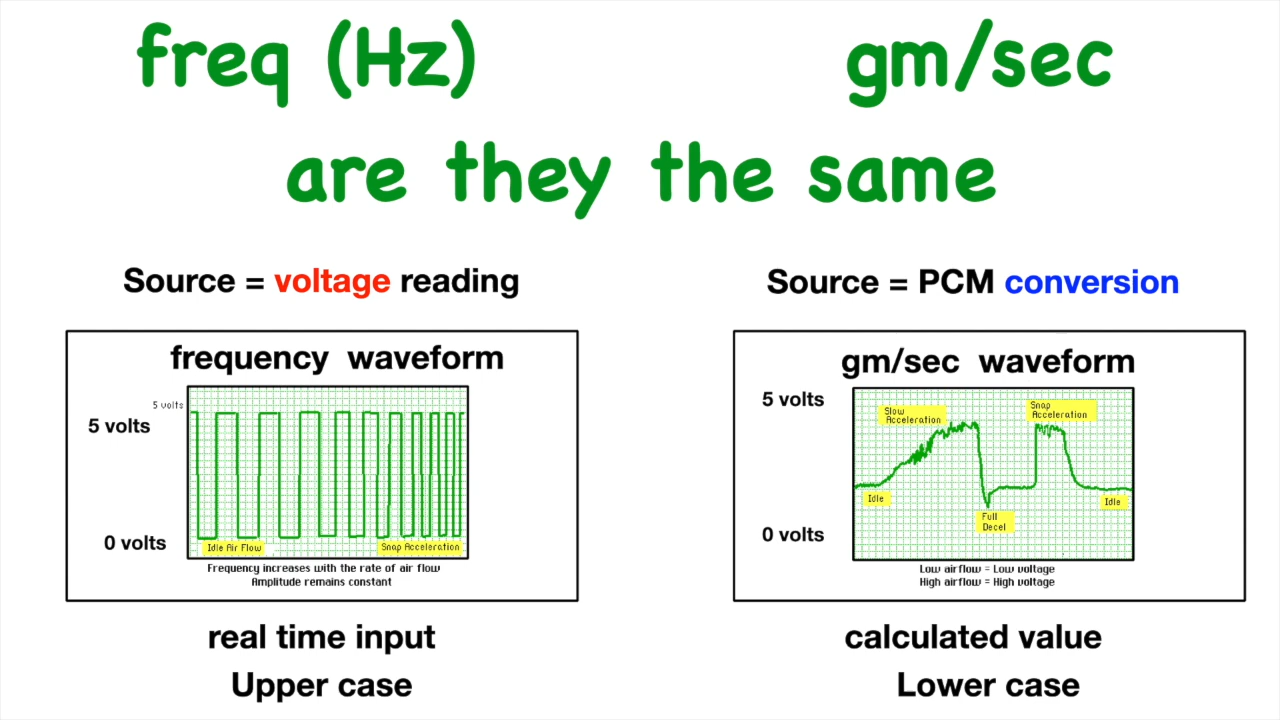 freq (Hz)
gm/sec
are they the same
Source = voltage reading
Source = PCM conversion
frequency waveform
5 volts
5 volts
0 volts
Idle Air Flow
Snap Acceleration
Frequency increases with the rate of air flow
Amplitude remains constant
gm/sec waveform
5 volts
Slow
Acceleration
Snap
Acceleration
Idle
Full
Decel
Idle
0 volts
Low airflow = Low voltage
High airflow = High voltage
real time input
calculated value
Upper case
Lower case